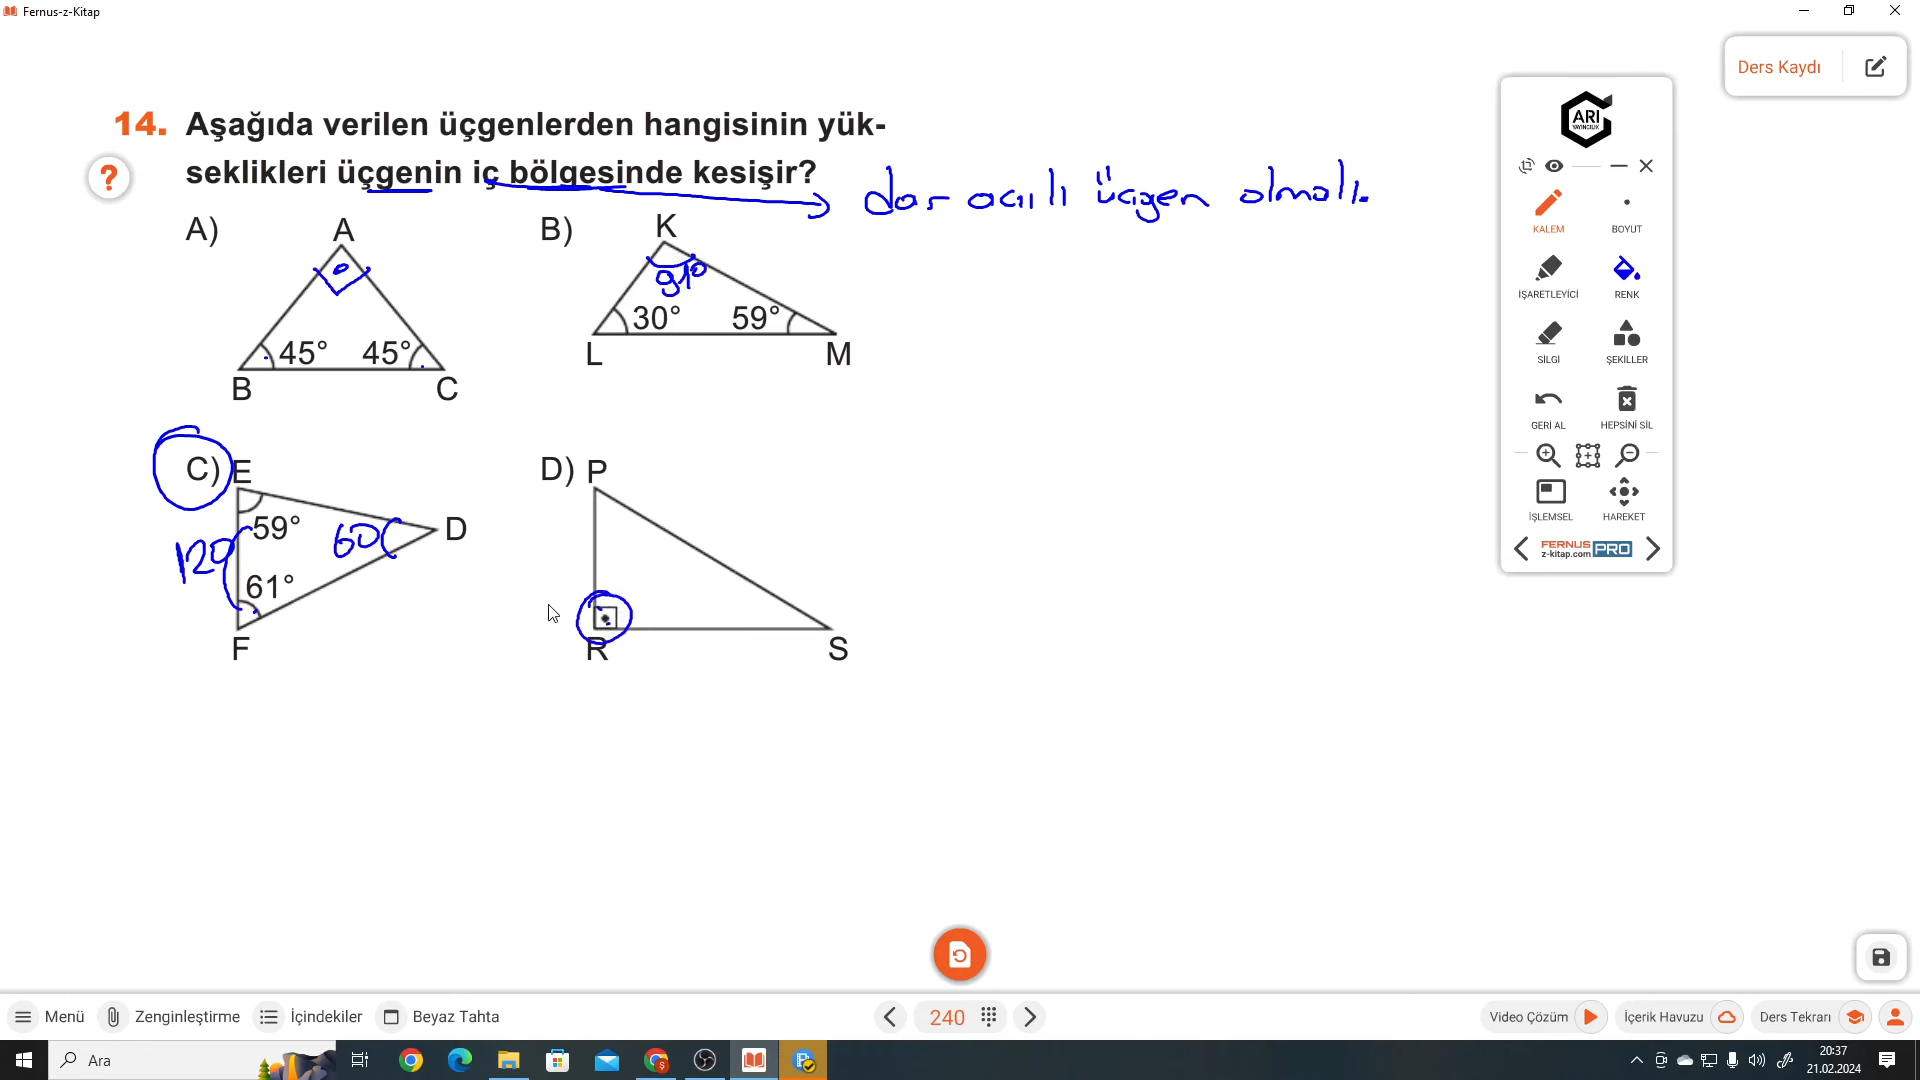 Fernus-z-Kitap
Ders Kaydı
14. Aşağıda verilen üçgenlerden hangisinin yük-
seklikleri üçgenin iç bölgesinde kesişir?
dar açılı üçgen olmalı.
?
A)
A
45° 45°
B C
B)
K
91°
30° 59°
L M
C)
E
59° 60 D
120
61°
F
D)
P
R S
ARI
YAYINCILIK
KALEM BOYUT
İŞARETLEYİCİ RENK
SİLGİ ŞEKİLLER
GERİ AL HEPSİNİ SİL
İŞLEMSEL HAREKET
FERNUS
z-kitap.com PRO
Menü Zenginleştirme İçindekiler Beyaz Tahta 240 Video Çözüm İçerik Havuzu Ders Tekrarı
Ara
20:37
21.02.2024